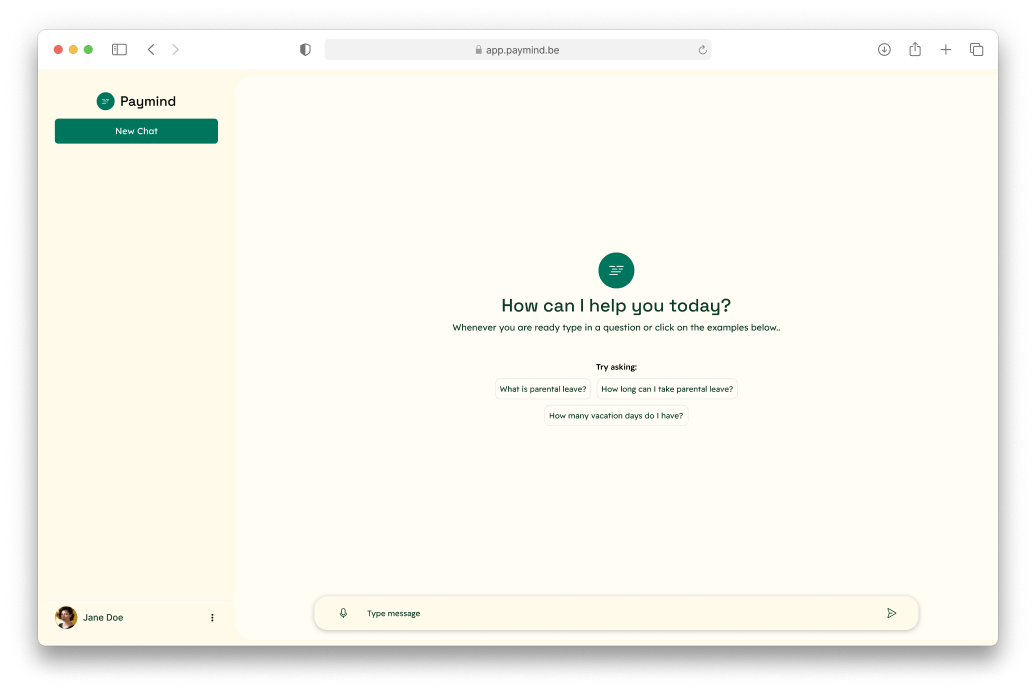 app.paymind.be
Paymind
New Chat
How can I help you today?
Whenever you are ready type in a question or click on the examples below..
Try asking:
What is parental leave?
How long can I take parental leave?
How many vacation days do I have?
Jane Doe
Type message